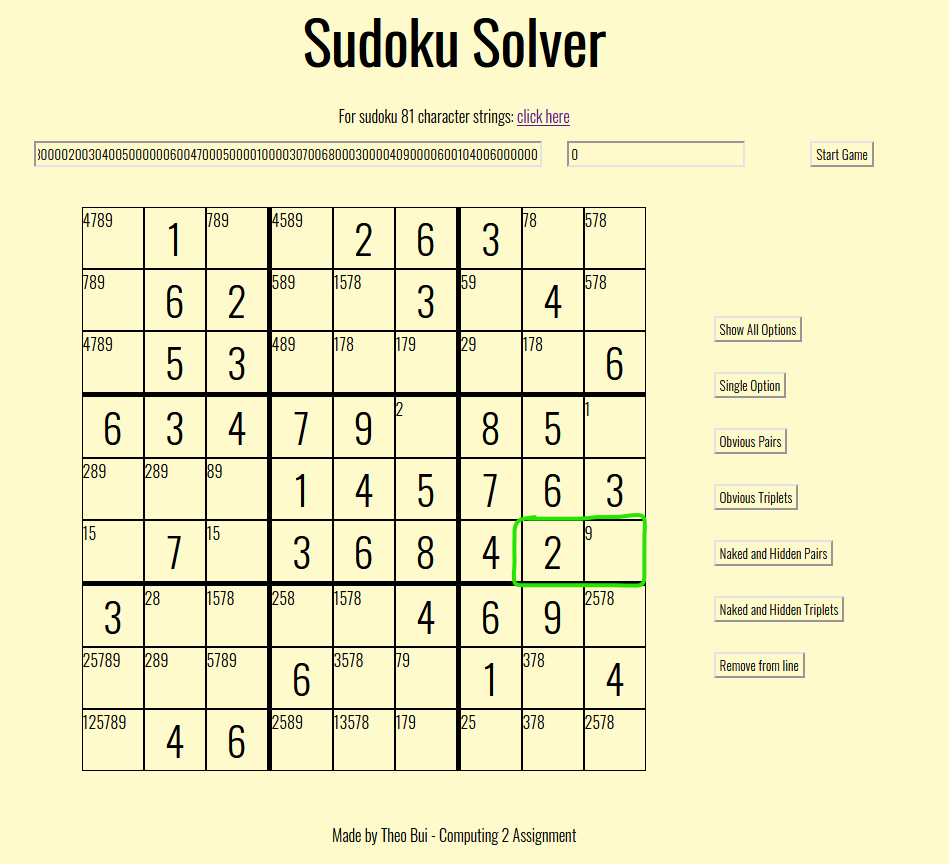 Sudoku Solver
For sudoku 81 character strings: click here
300002003040050000006004700050000100003070068000300004090000600104006000000 0 Start Game
4789 1 789 4589 2 6 3 78 578
789 6 2 589 1578 3 59 4 578
4789 5 3 489 178 179 29 178 6
6 3 4 7 9 2 8 5 1
289 289 89 1 4 5 7 6 3
15 7 15 3 6 8 4 2 9
3 28 1578 258 1578 4 6 9 2578
25789 289 5789 6 3578 79 1 378 4
125789 4 6 2589 13578 179 25 378 2578
Show All Options
Single Option
Obvious Pairs
Obvious Triplets
Naked and Hidden Pairs
Naked and Hidden Triplets
Remove from line
Made by Theo Bui - Computing 2 Assignment